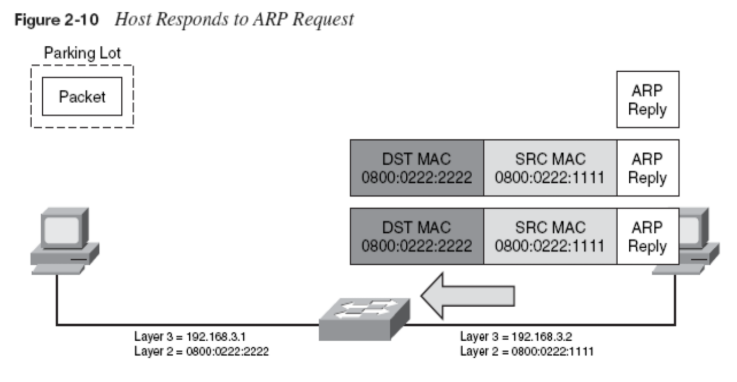 Figure 2-10 Host Responds to ARP Request
Parking Lot
Packet
ARP
Reply
DST MAC
0800:0222:2222
SRC MAC
0800:0222:1111
ARP
Reply
DST MAC
0800:0222:2222
SRC MAC
0800:0222:1111
ARP
Reply
Layer 3 = 192.168.3.1
Layer 2 = 0800:0222:2222
Layer 3 = 192.168.3.2
Layer 2 = 0800:0222:1111